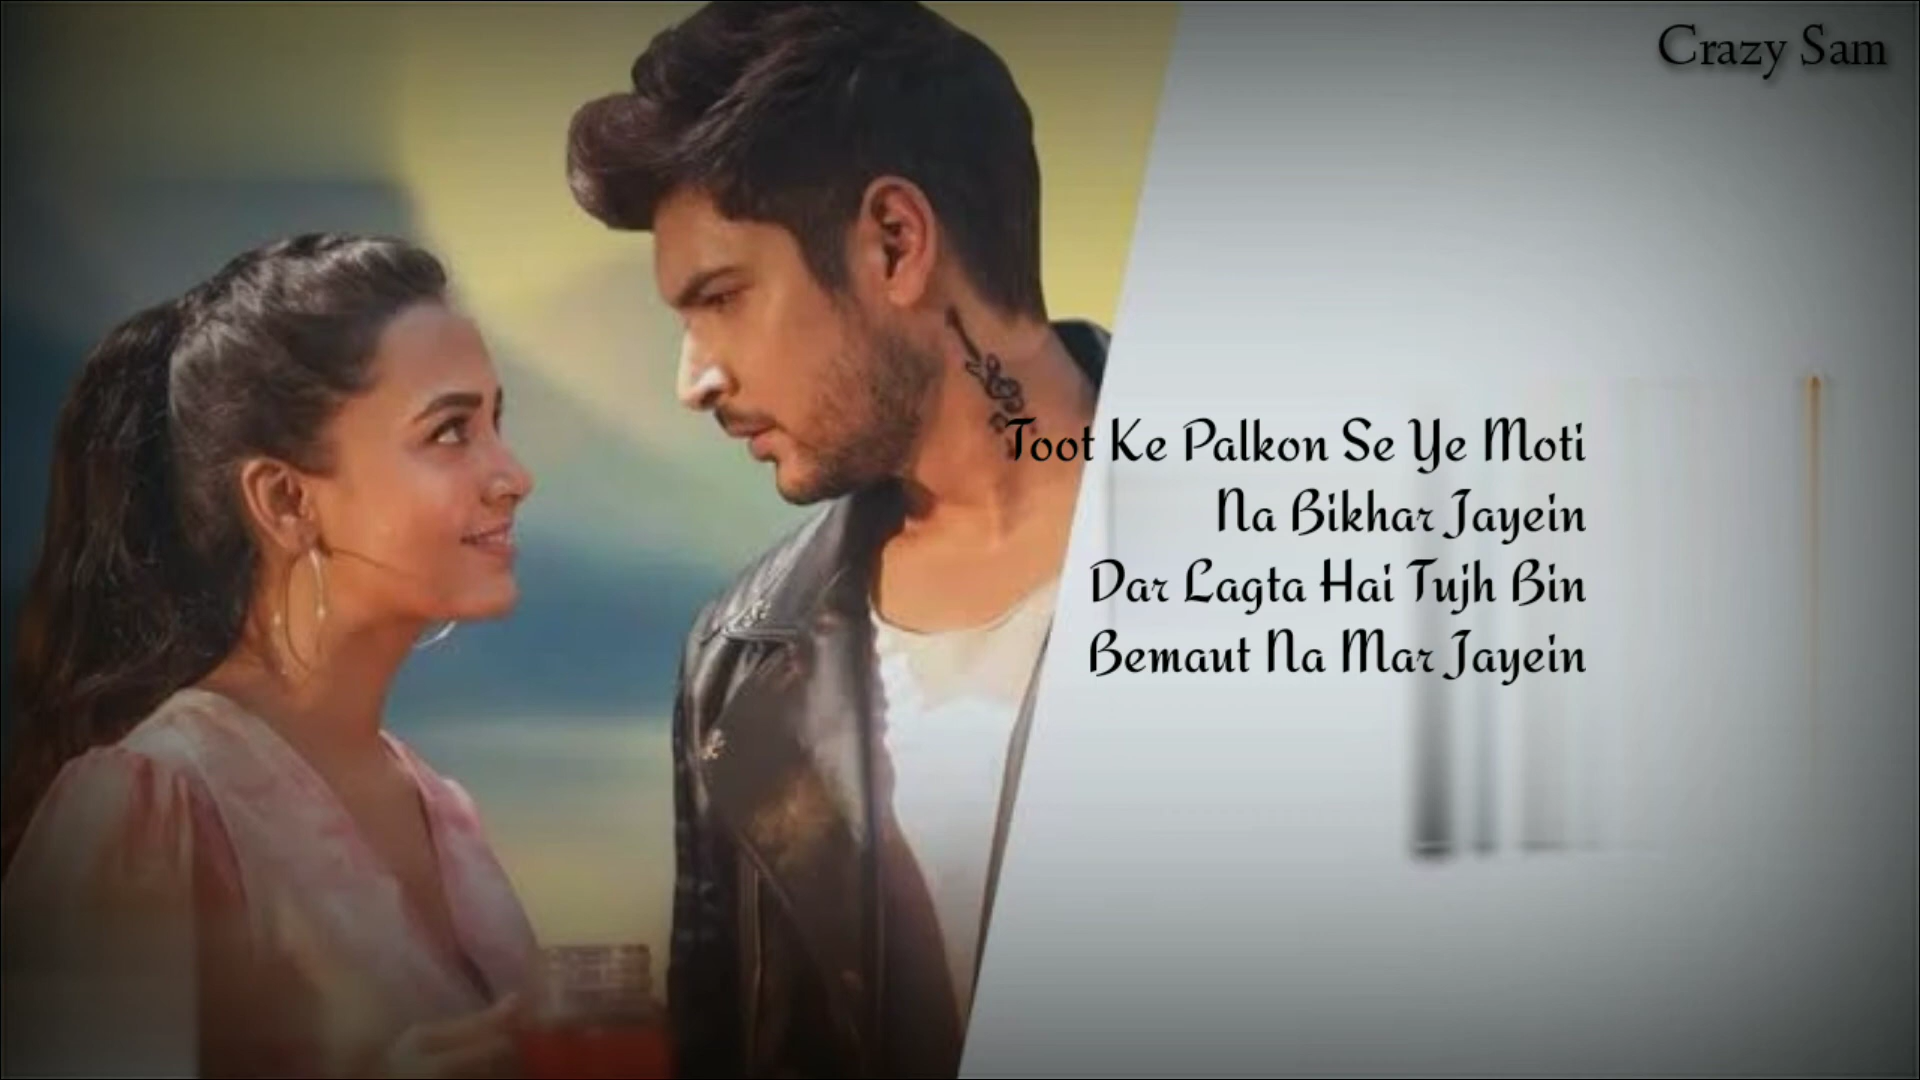 Crazy Sam
Toot Ke Palkon Se Ye Moti
Na Bikhar Jayein
Dar Lagta Hai Tujh Bin
Bemaut Na Mar Jayein